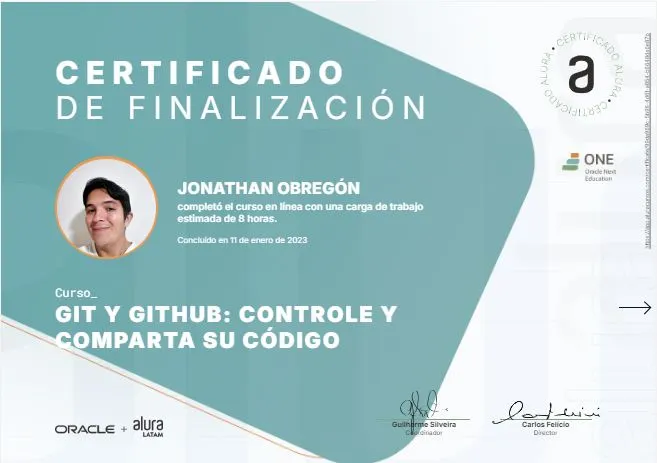 CERTIFICADO
DE FINALIZACIÓN
CERTIFICADO ALURA • CERTIFICADO ALURA •
a
ONE
Oracle Next
Education
JONATHAN OBREGÓN
completó el curso en línea con una carga de trabajo
estimada de 8 horas.
Concluido en 11 de enero de 2023
Curso_
GIT Y GITHUB: CONTROLE Y
COMPARTA SU CÓDIGO
ORACLE + alura
LATAM
Guilherme Silveira
Coordinador
Carlos Felício
Director